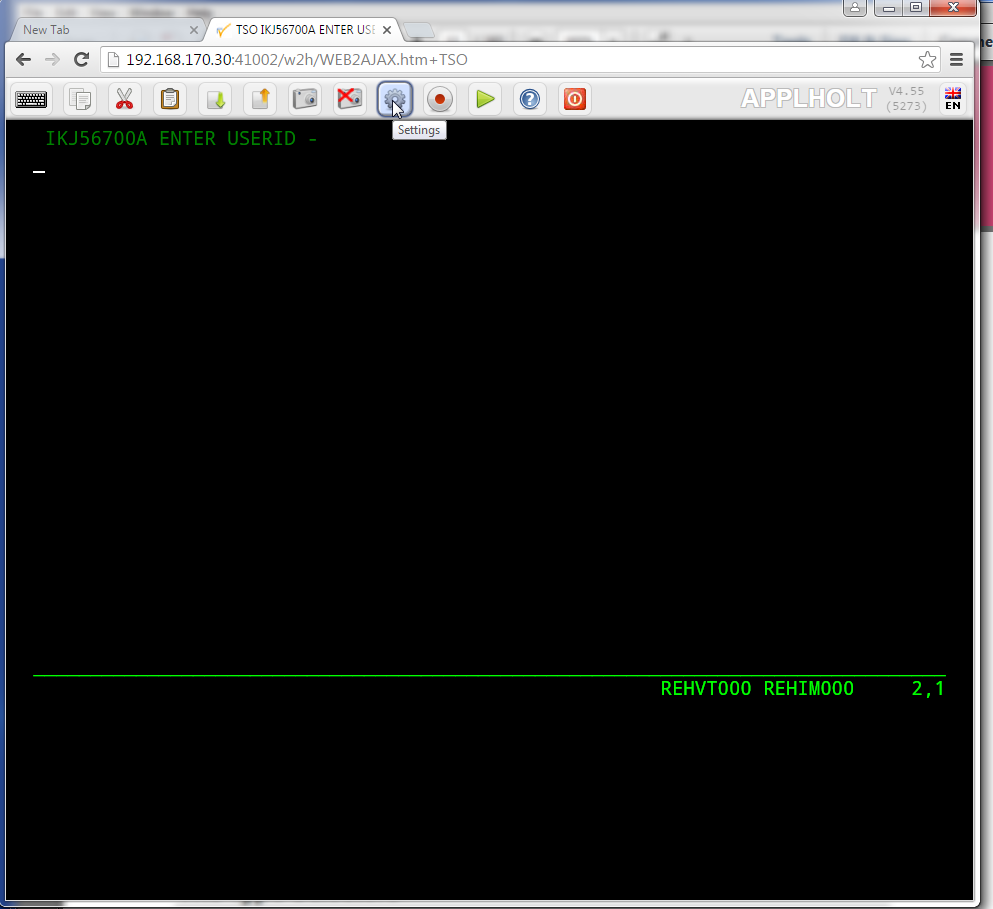 New Tab
TSO IKJ56700A ENTER USE
192.168.170.30:41002/w2h/WEB2AJAX.htm+TSO
APPLHOLT
V4.55
(5273)
EN
Settings
IKJ56700A ENTER USERID -
REHVT000 REHIM000 2,1